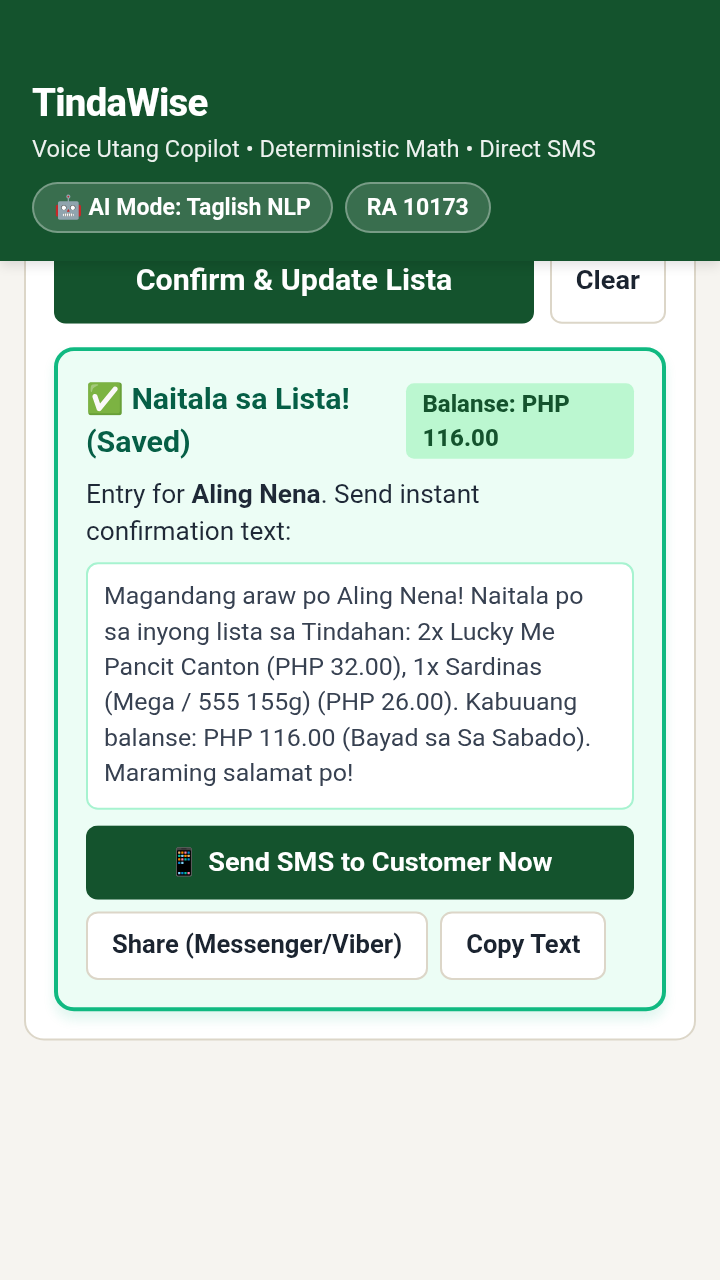 TindaWise
Voice Utang Copilot • Deterministic Math • Direct SMS
🤖 AI Mode: Taglish NLP
RA 10173
Confirm & Update Lista
Clear
✅ Naitala sa Lista!
(Saved)
Balanse: PHP
116.00
Entry for Aling Nena. Send instant
confirmation text:
Magandang araw po Aling Nena! Naitala po
sa inyong lista sa Tindahan: 2x Lucky Me
Pancit Canton (PHP 32.00), 1x Sardinas
(Mega / 555 155g) (PHP 26.00). Kabuuang
balanse: PHP 116.00 (Bayad sa Sa Sabado).
Maraming salamat po!
📱 Send SMS to Customer Now
Share (Messenger/Viber)
Copy Text